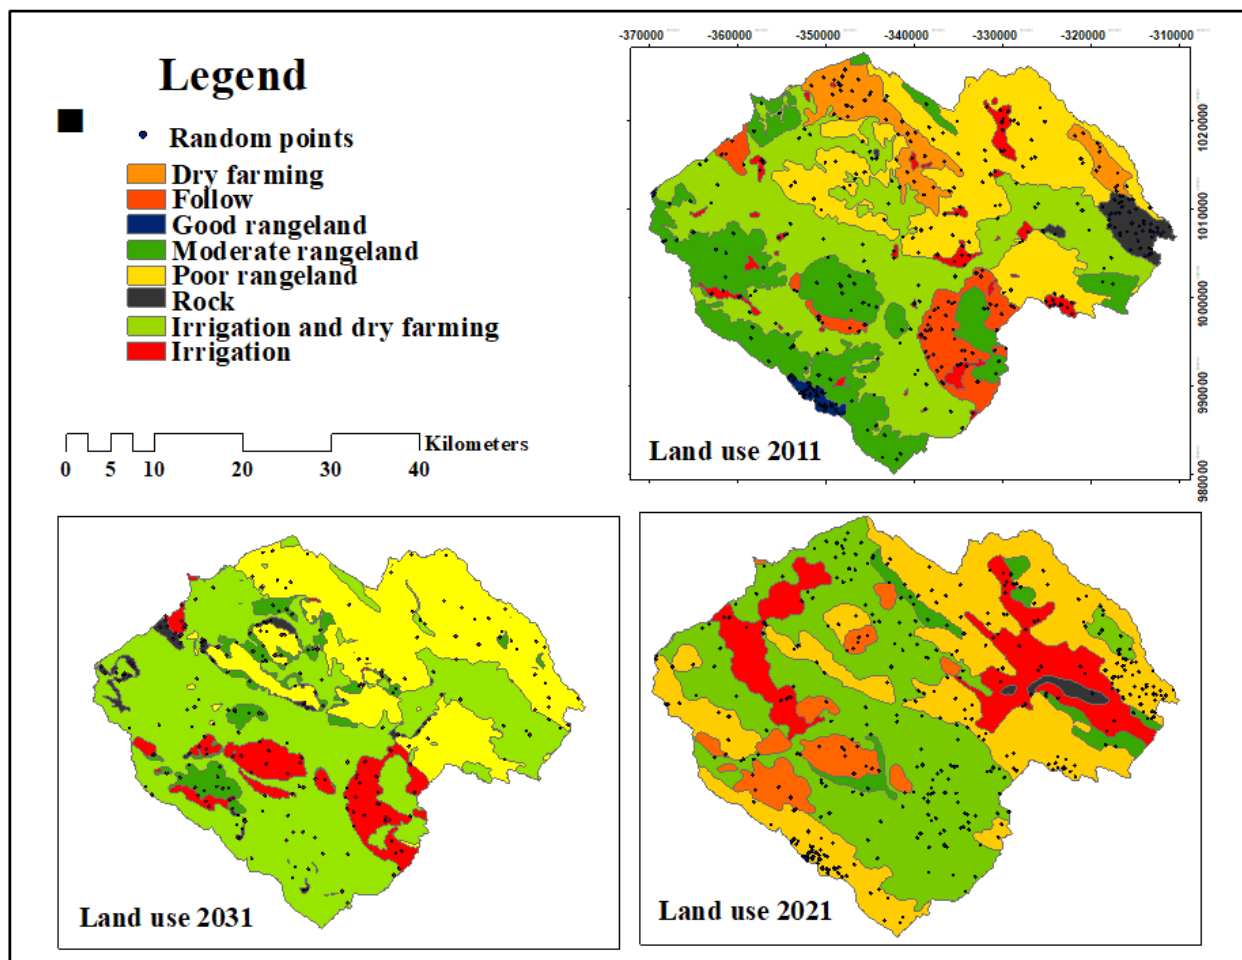 Legend
Random points
Dry farming
Follow
Good rangeland
Moderate rangeland
Poor rangeland
Rock
Irrigation and dry farming
Irrigation
Kilometers
0 5 10 20 30 40
-370000 -360000 -350000 -340000 -330000 -320000 -310000
1020000
1010000
1000000
990000
980000
Land use 2011
Land use 2031
Land use 2021